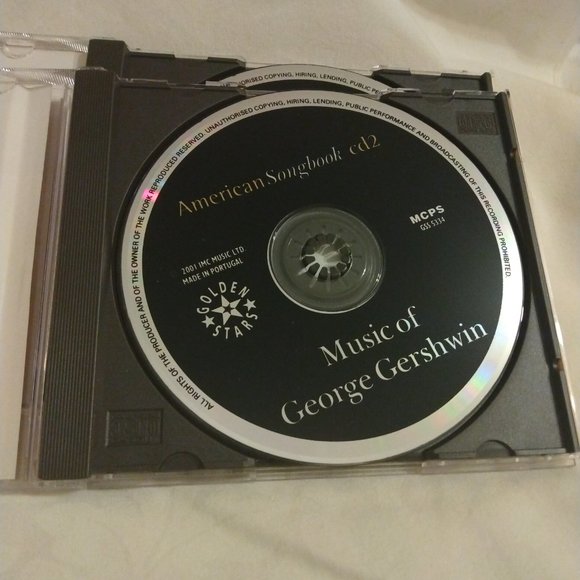 ORISED COPYING, HIRING, LENDING, PUBLIC
ALL RIGHTS OF THE PRODUCER AND OF THE OWNER OF THE WORK REPRODUCED RESERVED. UNAUTHORISED COPYING, HIRING, LENDING, PUBLIC PERFORMANCE AND BROADCASTING OF THIS RECORDING PROHIBITED.
American Songbook cd2
MCPS
GSS 5334
2001 IMC MUSIC LTD.
MADE IN PORTUGAL
GOLDEN
STARS
Music of
George Gershwin